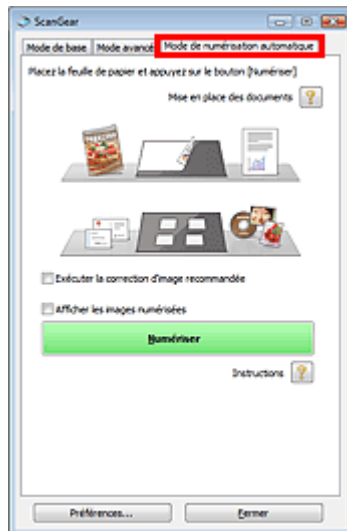 ScanGear
Mode de base Mode avancé Mode de numérisation automatique
Placez la feuille de papier et appuyez sur le bouton [Numériser]
Mise en place des documents ?
Exécuter la correction d'image recommandée
Afficher les images numérisées
Numériser
Instructions ?
Préférences... Fermer